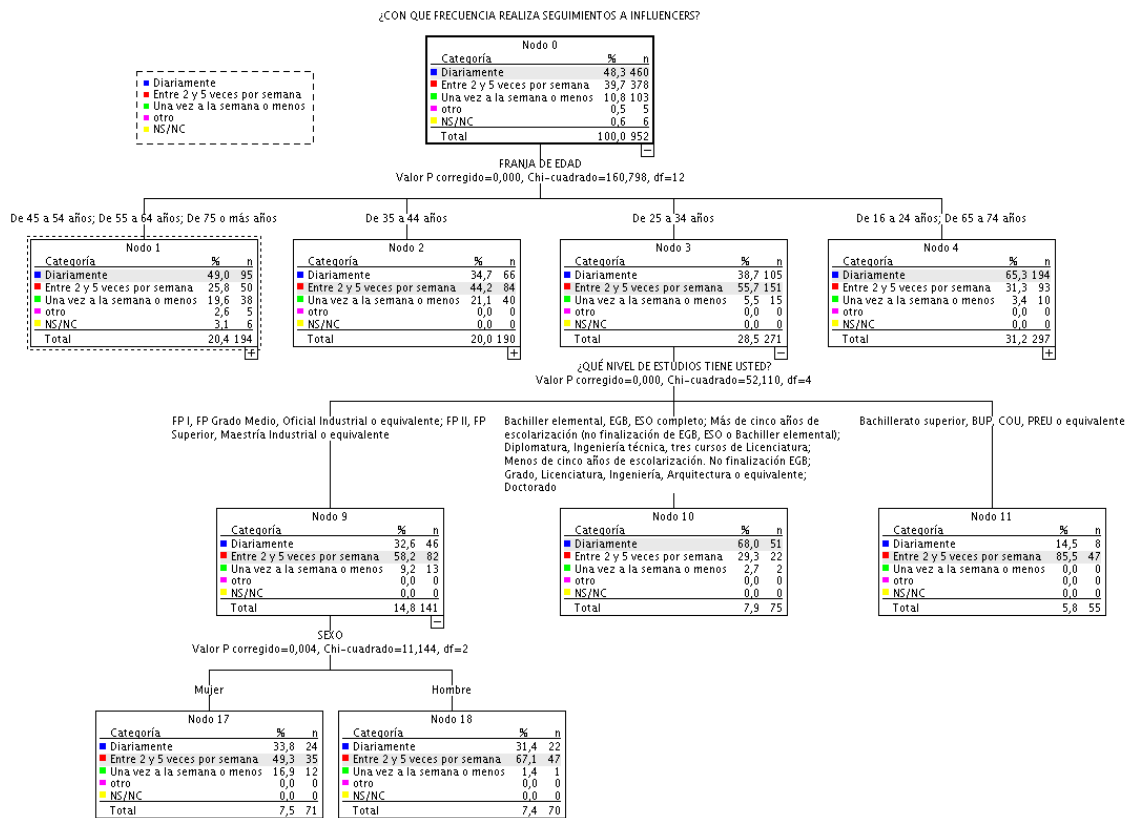 ¿CON QUE FRECUENCIA REALIZA SEGUIMIENTOS A INFLUENCERS?
Diariamente
Entre 2 y 5 veces por semana
Una vez a la semana o menos
otro
NS/NC
Nodo 0
Categoría % n
Diariamente 48,3 460
Entre 2 y 5 veces por semana 39,7 378
Una vez a la semana o menos 10,8 103
otro 0,5 5
NS/NC 0,6 6
Total 100,0 952
FRANJA DE EDAD
Valor P corregido=0,000, Chi-cuadrado=160,798, df=12
De 45 a 54 años; De 55 a 64 años; De 75 o más años
De 35 a 44 años
De 25 a 34 años
De 16 a 24 años; De 65 a 74 años
Nodo 1
Categoría % n
Diariamente 49,0 95
Entre 2 y 5 veces por semana 25,8 50
Una vez a la semana o menos 19,6 38
otro 2,6 5
NS/NC 3,1 6
Total 20,4 194
Nodo 2
Categoría % n
Diariamente 34,7 66
Entre 2 y 5 veces por semana 44,2 84
Una vez a la semana o menos 21,1 40
otro 0,0 0
NS/NC 0,0 0
Total 20,0 190
Nodo 3
Categoría % n
Diariamente 38,7 105
Entre 2 y 5 veces por semana 55,7 151
Una vez a la semana o menos 5,5 15
otro 0,0 0
NS/NC 0,0 0
Total 28,5 271
Nodo 4
Categoría % n
Diariamente 65,3 194
Entre 2 y 5 veces por semana 31,3 93
Una vez a la semana o menos 3,4 10
otro 0,0 0
NS/NC 0,0 0
Total 31,2 297
¿QUÉ NIVEL DE ESTUDIOS TIENE USTED?
Valor P corregido=0,000, Chi-cuadrado=52,110, df=4
FP I, FP Grado Medio, Oficial Industrial o equivalente; FP II, FP
Superior, Maestría Industrial o equivalente
Bachiller elemental, EGB, ESO completo; Más de cinco años de
escolarización (no finalización de EGB, ESO o Bachiller elemental);
Diplomatura, Ingeniería técnica, tres cursos de Licenciatura;
Menos de cinco años de escolarización. No finalización EGB;
Grado, Licenciatura, Ingeniería, Arquitectura o equivalente;
Doctorado
Bachillerato superior, BUP, COU, PREU o equivalente
Nodo 9
Categoría % n
Diariamente 32,6 46
Entre 2 y 5 veces por semana 58,2 82
Una vez a la semana o menos 9,2 13
otro 0,0 0
NS/NC 0,0 0
Total 14,8 141
Nodo 10
Categoría % n
Diariamente 68,0 51
Entre 2 y 5 veces por semana 29,3 22
Una vez a la semana o menos 2,7 2
otro 0,0 0
NS/NC 0,0 0
Total 7,9 75
Nodo 11
Categoría % n
Diariamente 14,5 8
Entre 2 y 5 veces por semana 85,5 47
Una vez a la semana o menos 0,0 0
otro 0,0 0
NS/NC 0,0 0
Total 5,8 55
SEXO
Valor P corregido=0,004, Chi-cuadrado=11,144, df=2
Mujer
Hombre
Nodo 17
Categoría % n
Diariamente 33,8 24
Entre 2 y 5 veces por semana 49,3 35
Una vez a la semana o menos 16,9 12
otro 0,0 0
NS/NC 0,0 0
Total 7,5 71
Nodo 18
Categoría % n
Diariamente 31,4 22
Entre 2 y 5 veces por semana 67,1 47
Una vez a la semana o menos 1,4 1
otro 0,0 0
NS/NC 0,0 0
Total 7,4 70